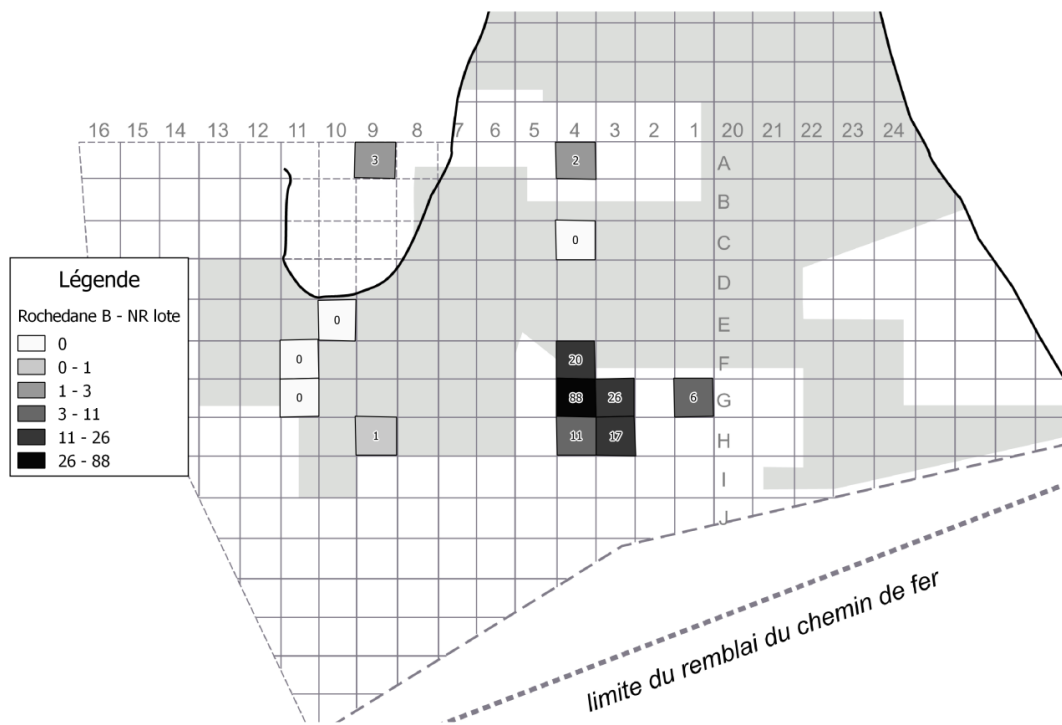 16 15 14 13 12 11 10 9 8 7 6 5 4 3 2 1 20 21 22 23 24
3 2 A
B
0 C
D
Légende
Rochedane B - NR lote
0
0 - 1
1 - 3
3 - 11
11 - 26
26 - 88
0 E
0 20 F
0 88 26 6 G
1 11 17 H
I
J
limite du remblai du chemin de fer